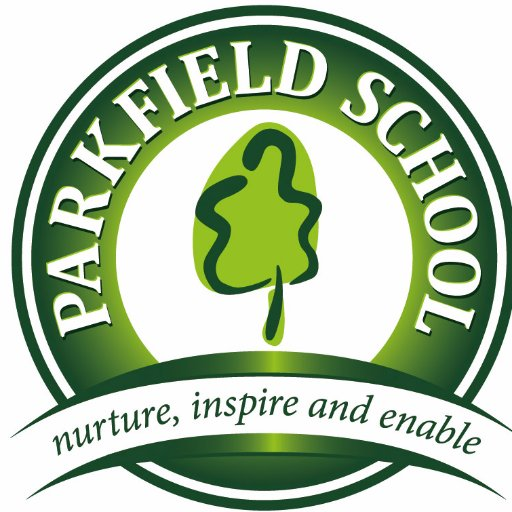 PARKFIELD SCHOOL
nurture, inspire and enable